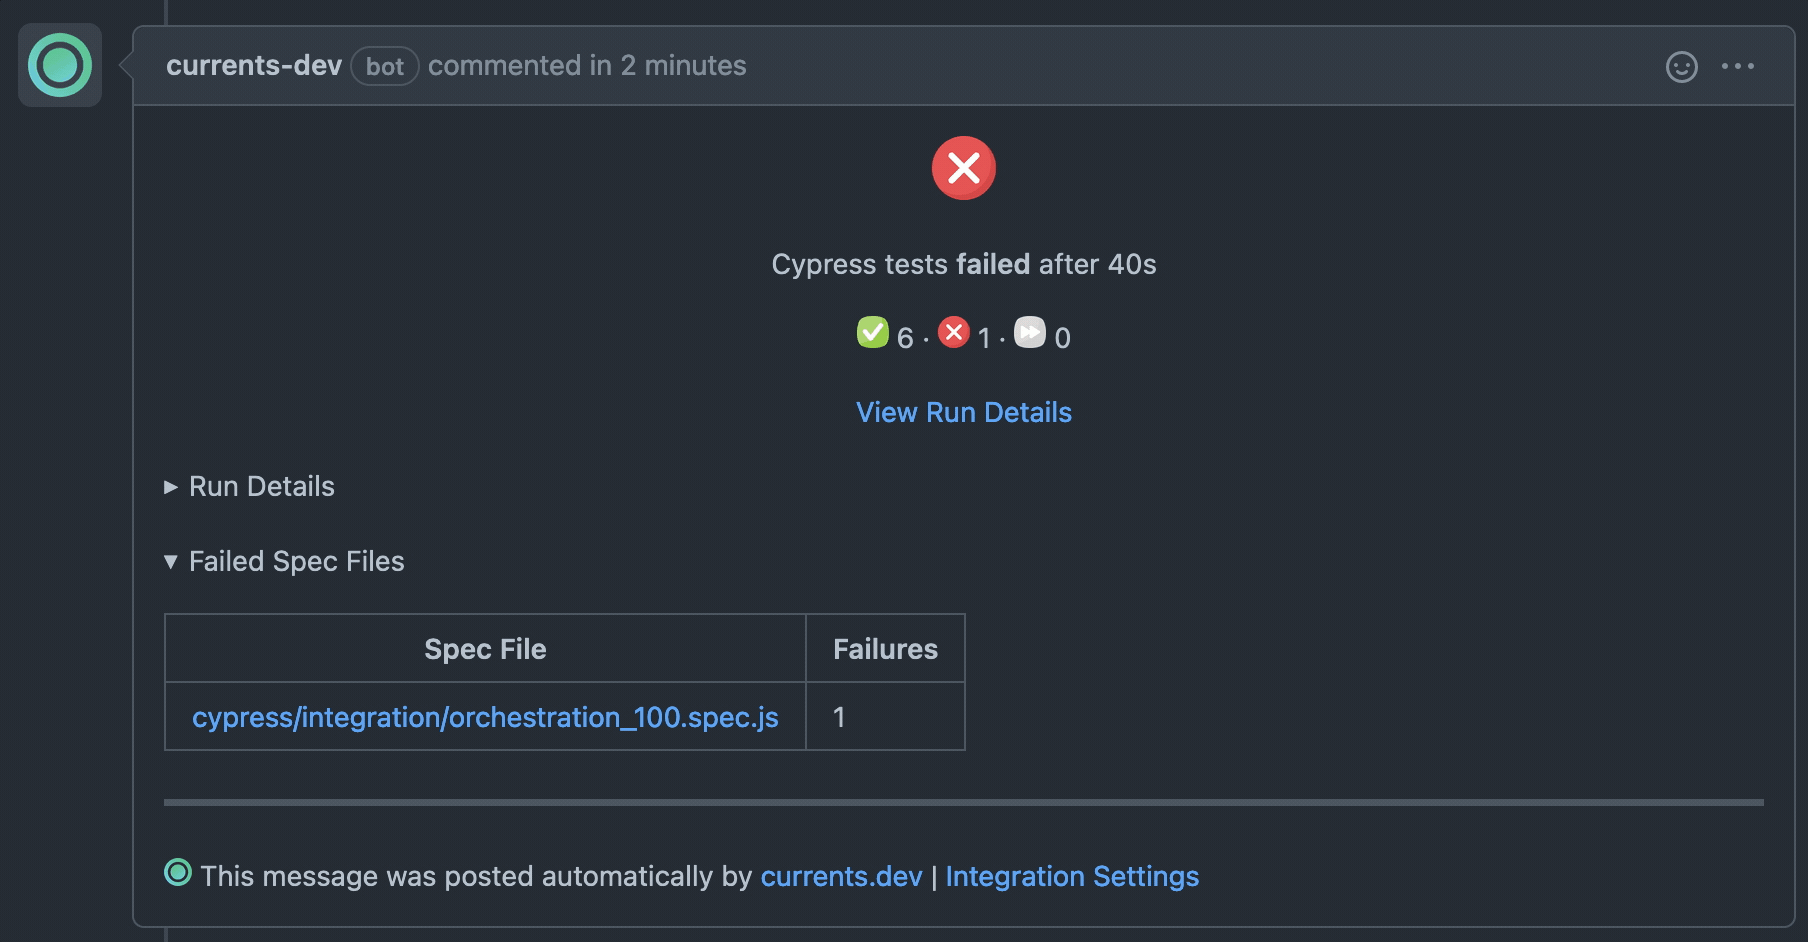 currents-dev bot commented in 2 minutes
Cypress tests failed after 40s
✅ 6 · ❌ 1 · ⏩ 0
View Run Details
▶ Run Details
▼ Failed Spec Files
Spec File Failures
cypress/integration/orchestration_100.spec.js 1
This message was posted automatically by currents.dev | Integration Settings